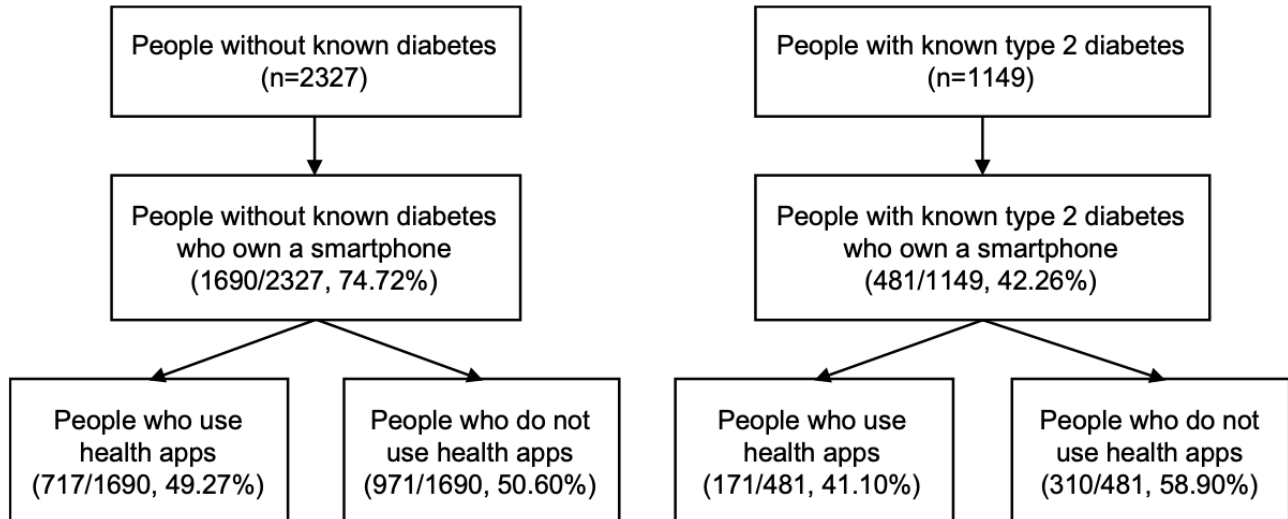 People without known diabetes
(n=2327)
People with known type 2 diabetes
(n=1149)
People without known diabetes
who own a smartphone
(1690/2327, 74.72%)
People with known type 2 diabetes
who own a smartphone
(481/1149, 42.26%)
People who use
health apps
(717/1690, 49.27%)
People who do not
use health apps
(971/1690, 50.60%)
People who use
health apps
(171/481, 41.10%)
People who do not
use health apps
(310/481, 58.90%)